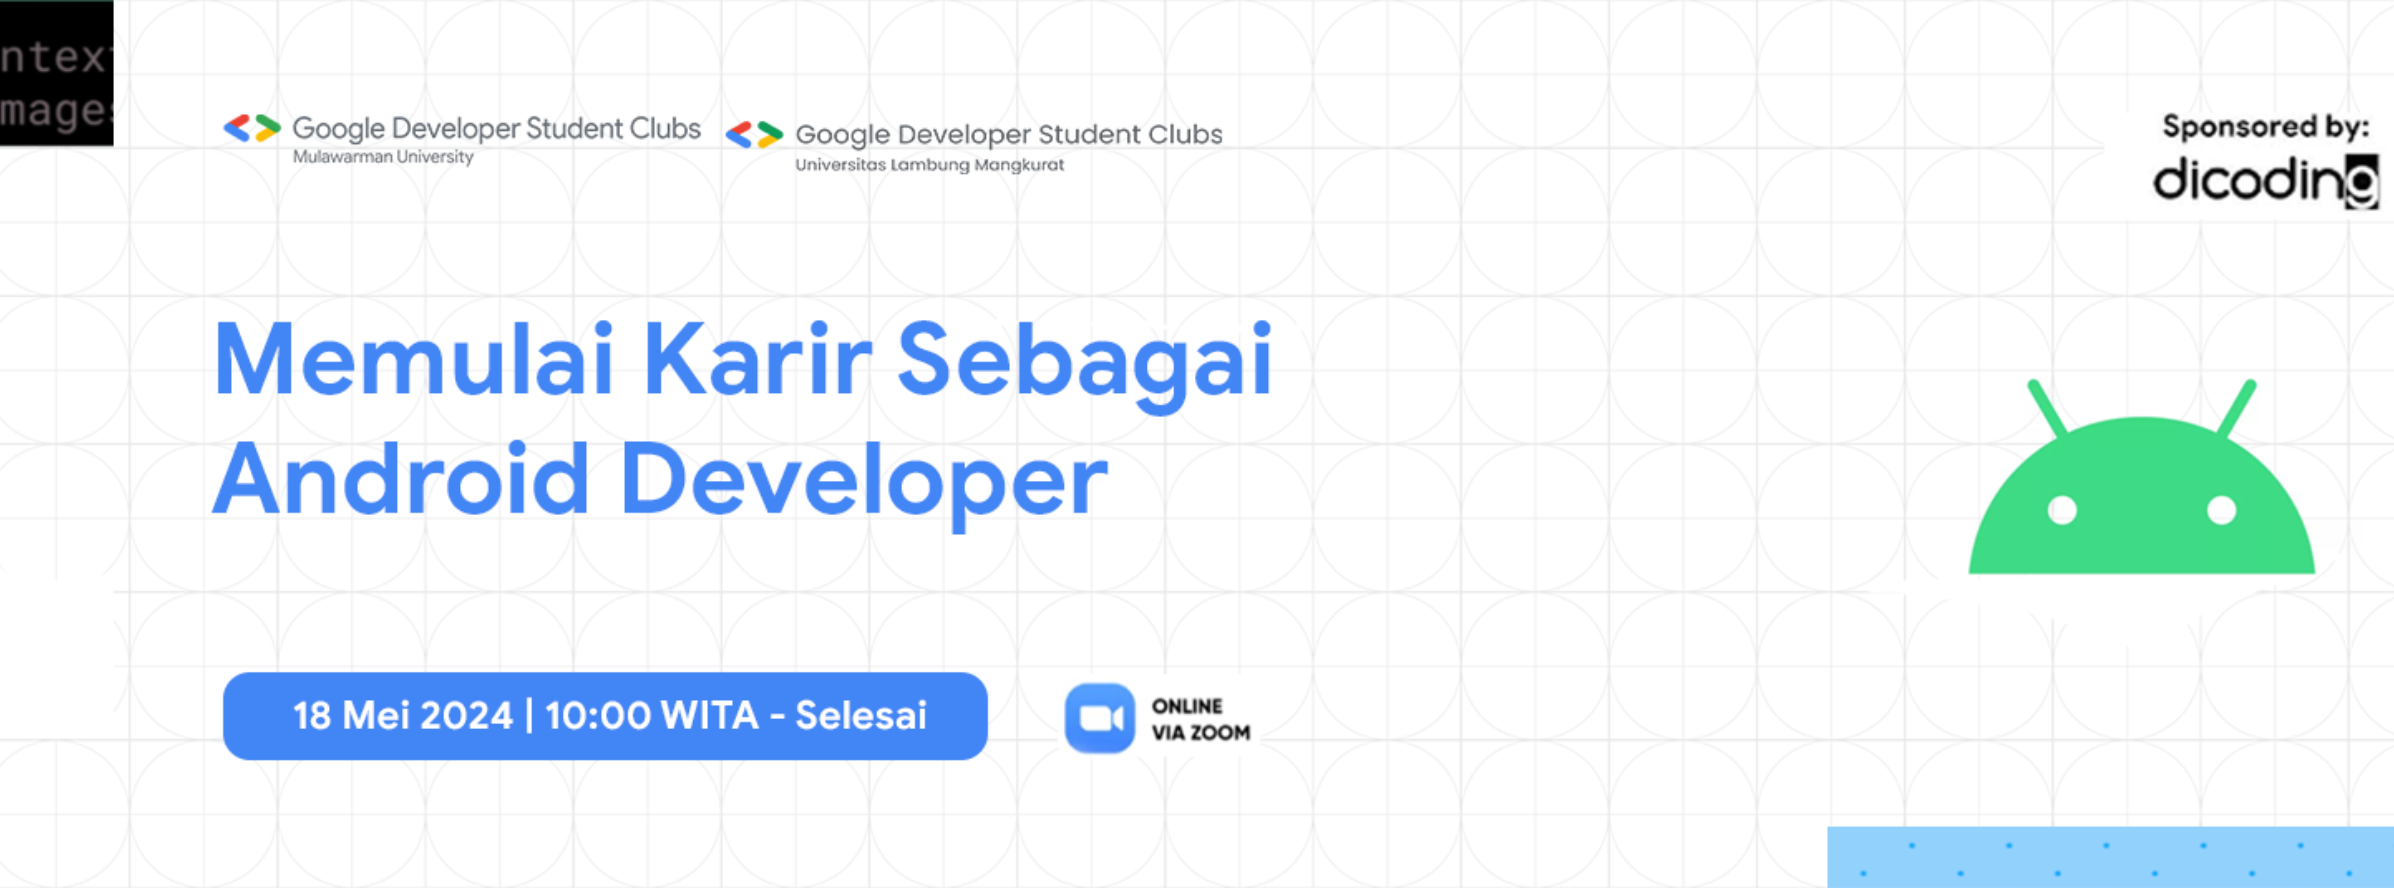 ntex
mages
Google Developer Student Clubs
Mulawarman University
Google Developer Student Clubs
Universitas Lambung Mangkurat
Sponsored by:
dicoding
Memulai Karir Sebagai
Android Developer
18 Mei 2024 | 10:00 WITA - Selesai
ONLINE
VIA ZOOM